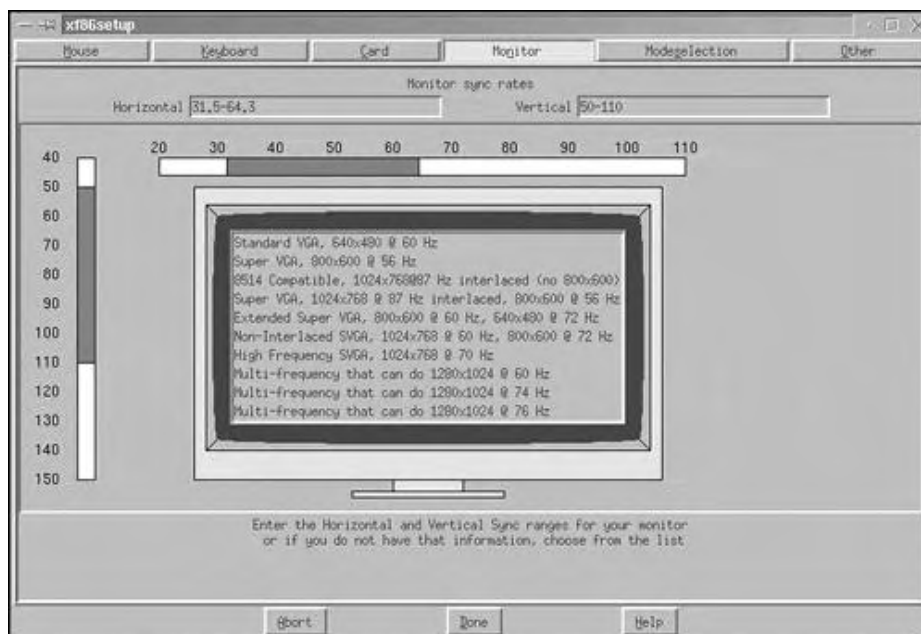 xf86setup
Mouse Keyboard Card Monitor Modeselection Other
Monitor sync rates
Horizontal 31.5-64.3 Vertical 50-110
20 30 40 50 60 70 80 90 100 110
40
50
60
70
80
90
100
110
120
130
140
150
Standard VGA, 640x480 @ 60 Hz
Super VGA, 800x600 @ 56 Hz
8514 Compatible, 1024x768@87 Hz interlaced (no 800x600)
Super VGA, 1024x768 @ 87 Hz interlaced, 800x600 @ 56 Hz
Extended Super VGA, 800x600 @ 60 Hz, 640x480 @ 72 Hz
Non-Interlaced SVGA, 1024x768 @ 60 Hz, 800x600 @ 72 Hz
High Frequency SVGA, 1024x768 @ 70 Hz
Multi-frequency that can do 1280x1024 @ 60 Hz
Multi-frequency that can do 1280x1024 @ 74 Hz
Multi-frequency that can do 1280x1024 @ 76 Hz
Enter the Horizontal and Vertical Sync ranges for your monitor
or if you do not have that information, choose from the list
Abort Done Help